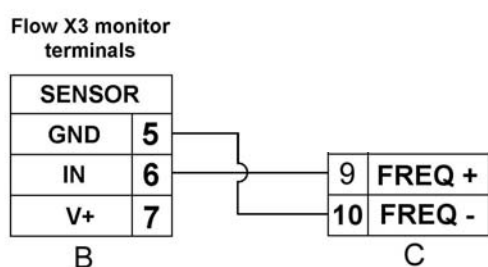 Flow X3 monitor
terminals
SENSOR
GND 5
IN 6
V+ 7
B
9 FREQ +
10 FREQ -
C